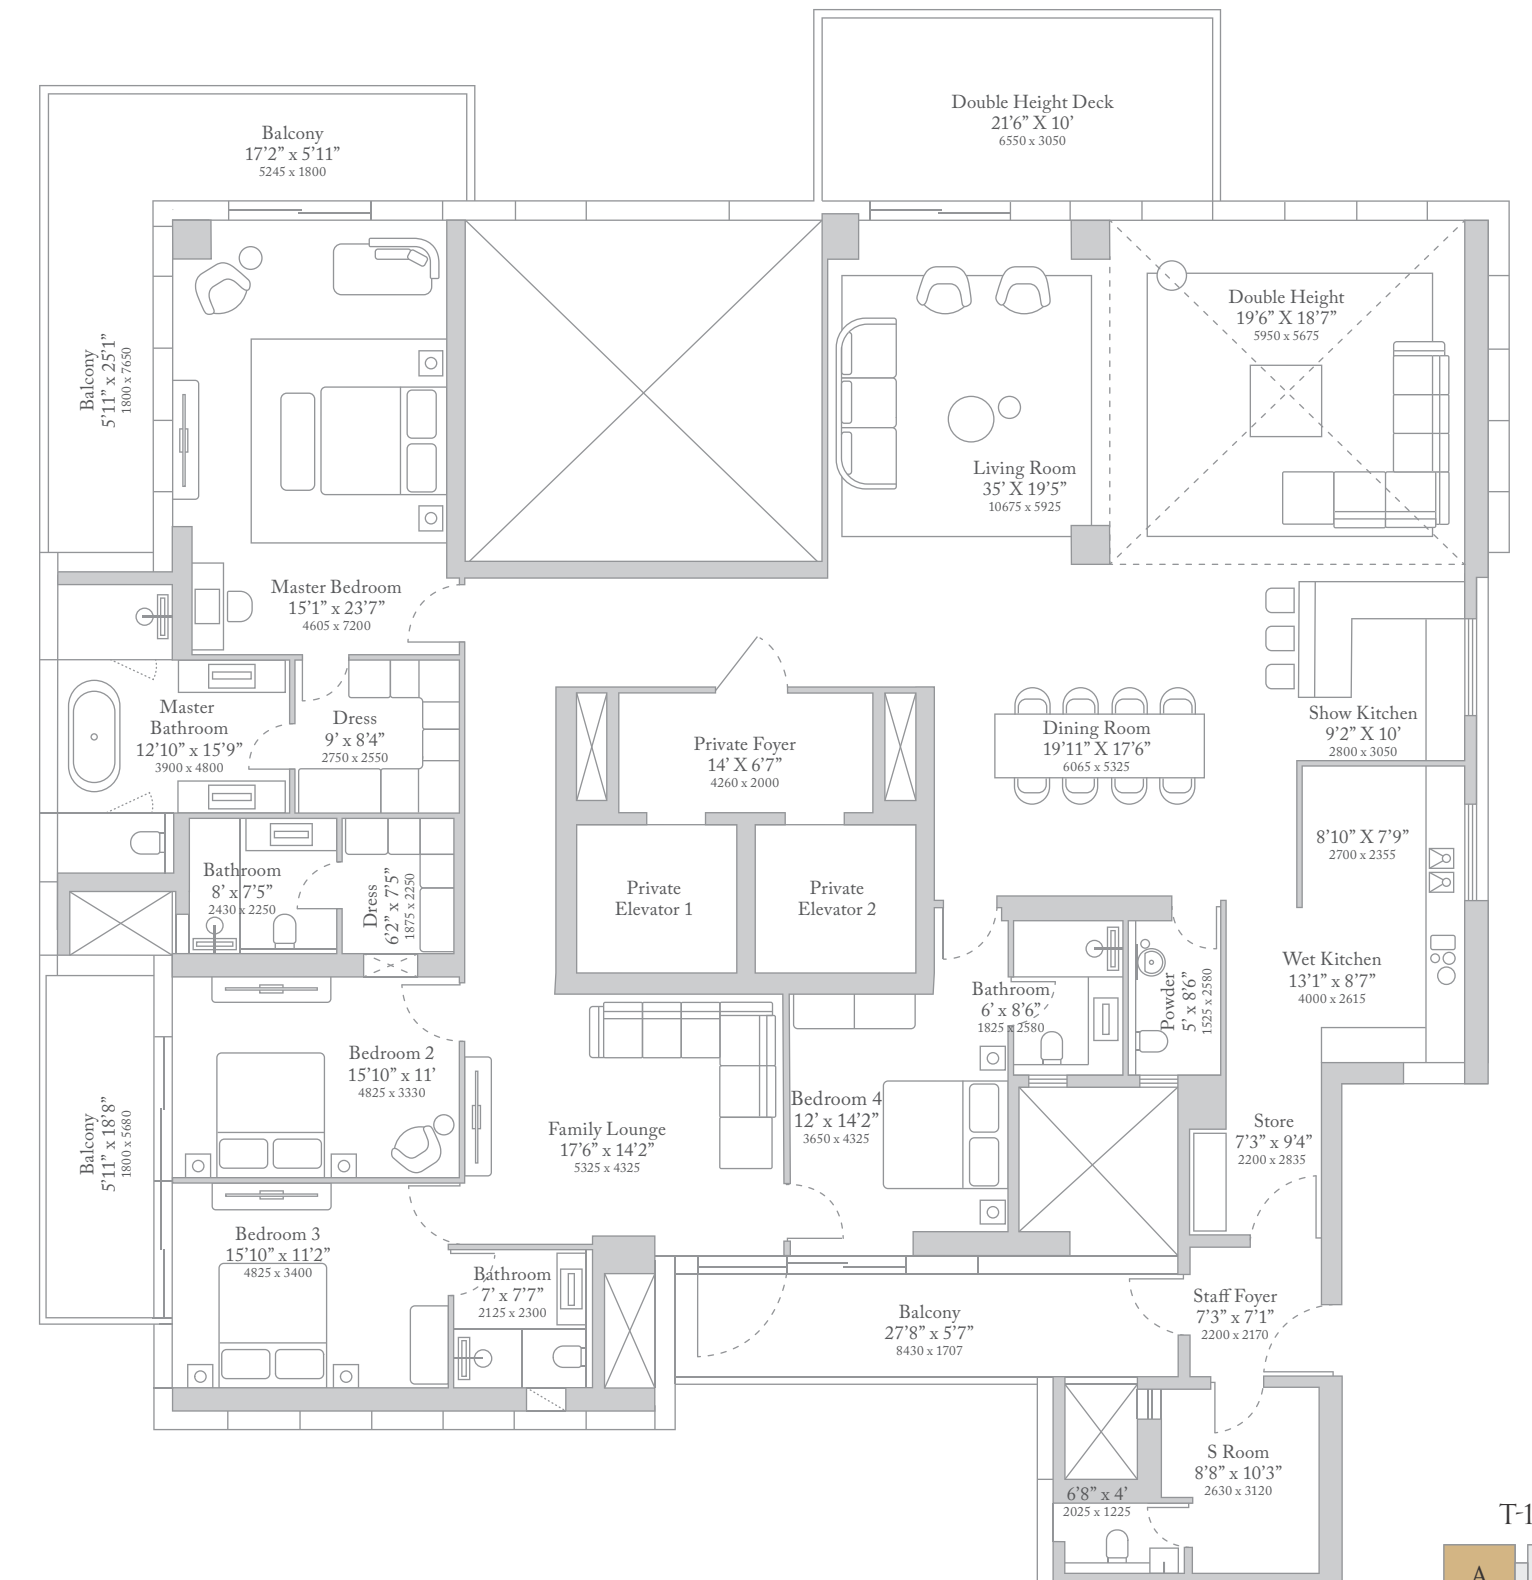 Double Height Deck
21’6” X 10’
6550 x 3050
Balcony
17’2” x 5’11”
5245 x 1800
Balcony
5’11” x 25’1”
1800 x 7650
Double Height
19’6” X 18’7”
5950 x 5675
Living Room
35’ X 19’5”
10675 x 5925
Master Bedroom
15’1” x 23’7”
4605 x 7200
Master
Bathroom
12’10” x 15’9”
3900 x 4800
Dress
9’ x 8’4”
2750 x 2550
Private Foyer
14’ X 6’7”
4260 x 2000
Dining Room
19’11” X 17’6”
6065 x 5325
Show Kitchen
9’2” X 10’
2800 x 3050
8’10” X 7’9”
2700 x 2355
Bathroom
8’ x 7’5”
2430 x 2250
Dress
6’2” x 7’5”
1875 x 2250
Private
Elevator 1
Private
Elevator 2
Wet Kitchen
13’1” x 8’7”
4000 x 2615
Bathroom
6’ x 8’6”
1825 x 2580
Powder
5’ x 8’6”
1525 x 2580
Bedroom 2
15’10” x 11’
4825 x 3330
Balcony
5’11” x 18’8”
1800 x 5680
Family Lounge
17’6” x 14’2”
5325 x 4325
Bedroom 4
12’ x 14’2”
3650 x 4325
Store
7’3” x 9’4”
2200 x 2835
Bedroom 3
15’10” x 11’2”
4825 x 3400
Bathroom
7’ x 7’7”
2125 x 2300
Balcony
27’8” x 5’7”
8430 x 1707
Staff Foyer
7’3” x 7’1”
2200 x 2170
S Room
8’8” x 10’3”
2630 x 3120
6’8” x 4’
2025 x 1225
T-1
A